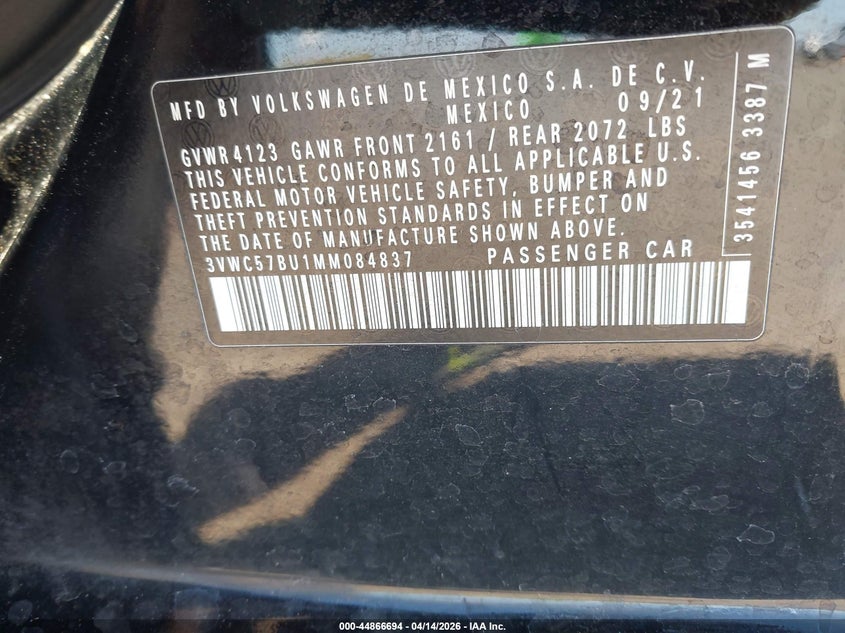 MFD BY VOLKSWAGEN DE MEXICO S.A. DE C.V.
MEXICO 09/21
GVWR 4123 GAWR FRONT 2161 / REAR 2072 LBS
THIS VEHICLE CONFORMS TO ALL APPLICABLE U.S.
FEDERAL MOTOR VEHICLE SAFETY, BUMPER AND
THEFT PREVENTION STANDARDS IN EFFECT ON
THE DATE OF MANUFACTURE SHOWN ABOVE.
3VWC57BU1MM084837 PASSENGER CAR
3541456 3387 M
000-44866694 - 04/14/2026 - IAA Inc.